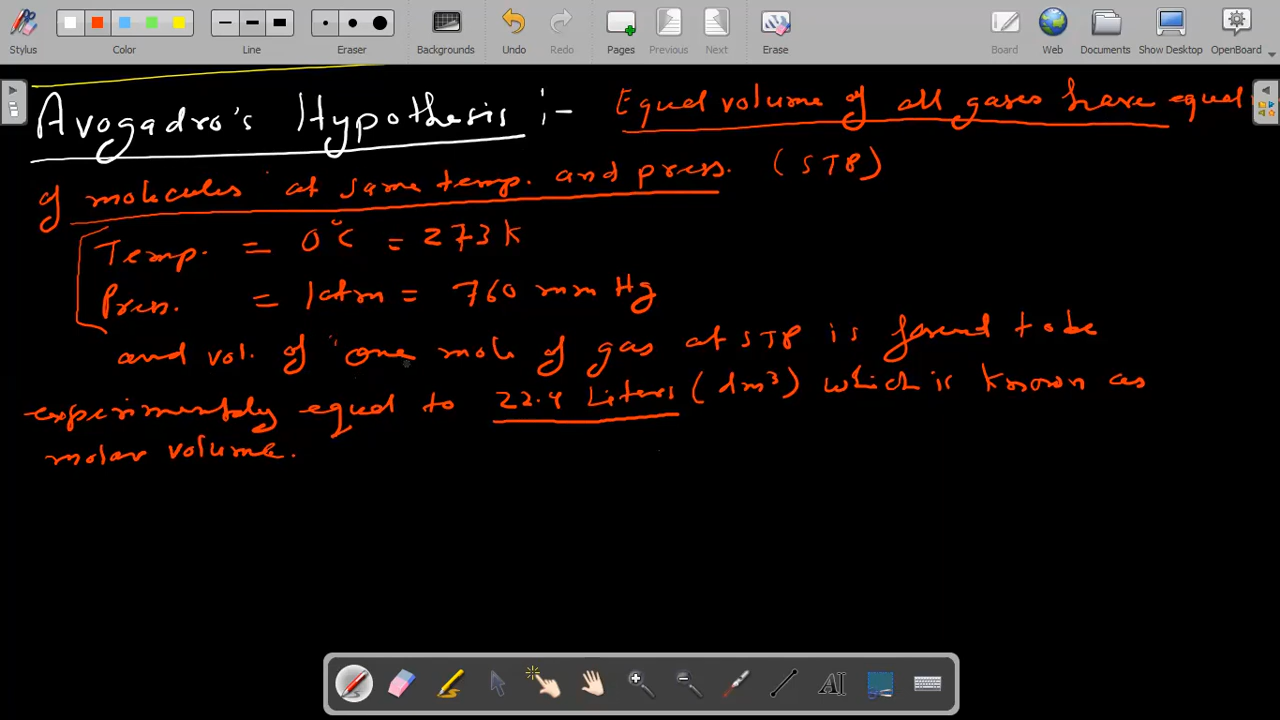 Stylus Color Line Eraser Backgrounds Undo Redo Pages Previous Next Erase Board Web Documents Show Desktop OpenBoard
Avogadro's Hypothesis :- Equal volume of all gases have equal
of molecules at same temp. and press. (STP)
Temp. = 0°C = 273 K
Press. = 1 atm = 760 mm Hg
and vol. of one mole of gas at STP is found to be
experimentally equal to 22.4 Liters (dm³) which is known as
molar volume.
AI